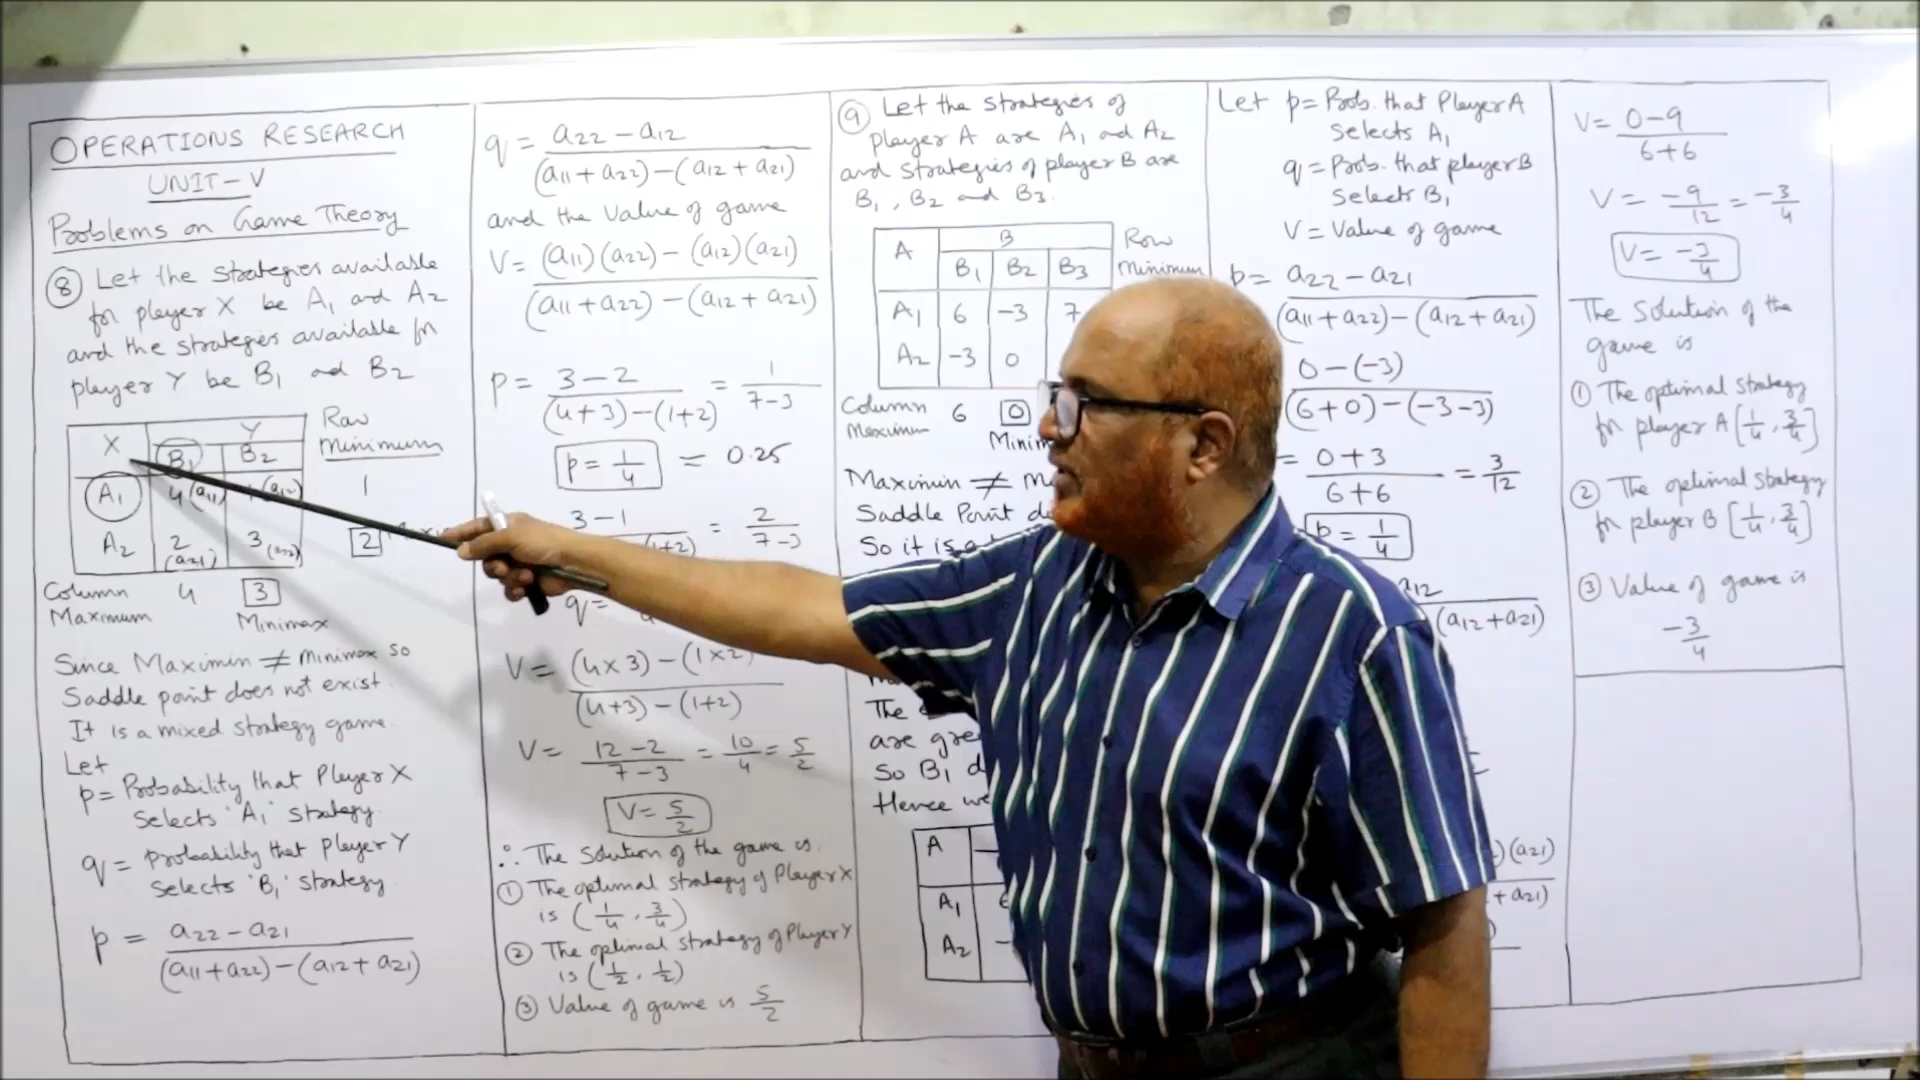 OPERATIONS RESEARCH
UNIT-V
Problems on Game Theory
⑧ Let the strategies available
for player X be A1 and A2
and the strategies available for
player Y be B1 and B2
X Y Row
B1 B2 Minimum
A1 4(a11) (a12) 1
A2 2 (a21) 3(a22) 2
Column 4 3
Maximum Minimax
Since Maximin ≠ Minimax so
Saddle point does not exist.
It is a mixed strategy game.
Let
p = Probability that Player X
Selects 'A1' strategy.
q = Probability that player Y
Selects 'B1' strategy.
p = a22 - a21 / (a11 + a22) - (a12 + a21)
q = a22 - a12 / (a11 + a22) - (a12 + a21)
and the value of game
V = (a11)(a22) - (a12)(a21) / (a11 + a22) - (a12 + a21)
p = 3-2 / (4+3)-(1+2) = 1 / 7-3
p = 1/4 = 0.25
3-1 / (1+2) = 2 / 7-3
q =
V = (4×3) - (1×2) / (4+3) - (1+2)
V = 12-2 / 7-3 = 10/4 = 5/2
V = 5/2
∴ The Solution of the game is:
① The optimal strategy of Player X
is (1/4, 3/4)
② The optimal strategy of Player Y
is (1/2, 1/2)
③ Value of game is 5/2
⑨ Let the strategies of
player A are A1 and A2
and strategies of player B are
B1, B2 and B3.
A B Row
B1 B2 B3 Minimum
A1 6 -3 7
A2 -3 0
Column 6 0
Maximum
Maximin ≠
Saddle Point
So it is a
The
are
So B1
Hence we
A
A1
A2 -
Let p = Prob. that Player A
Selects A1
q = Prob. that player B
Selects B1
V = Value of game
p = a22 - a21 / (a11 + a22) - (a12 + a21)
0 - (-3) / (6+0) - (-3-3)
= 0+3 / 6+6 = 3/12
p = 1/4
a12 / (a12 + a21)
)(a21)
+ a21)
V = 0-9 / 6+6
V = -9/12 = -3/4
V = -3/4
The Solution of the
game is
① The optimal strategy
for player A [1/4, 3/4]
② The optimal strategy
for player B [1/4, 3/4]
③ Value of game is
-3/4